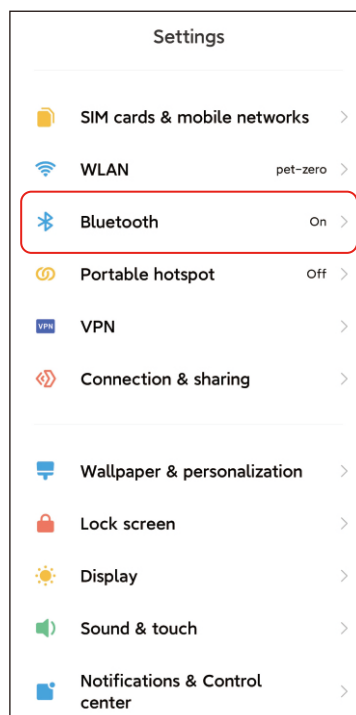 Settings
SIM cards & mobile networks
WLAN pet-zero
Bluetooth On
Portable hotspot Off
VPN VPN
Connection & sharing
Wallpaper & personalization
Lock screen
Display
Sound & touch
Notifications & Control
center